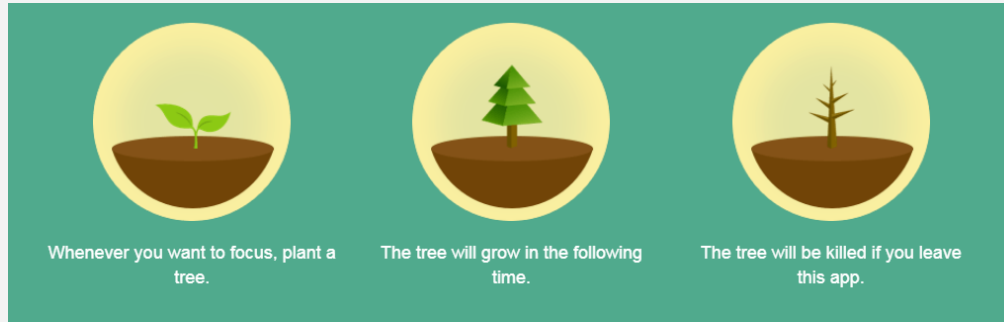 Whenever you want to focus, plant a
tree.
The tree will grow in the following
time.
The tree will be killed if you leave
this app.